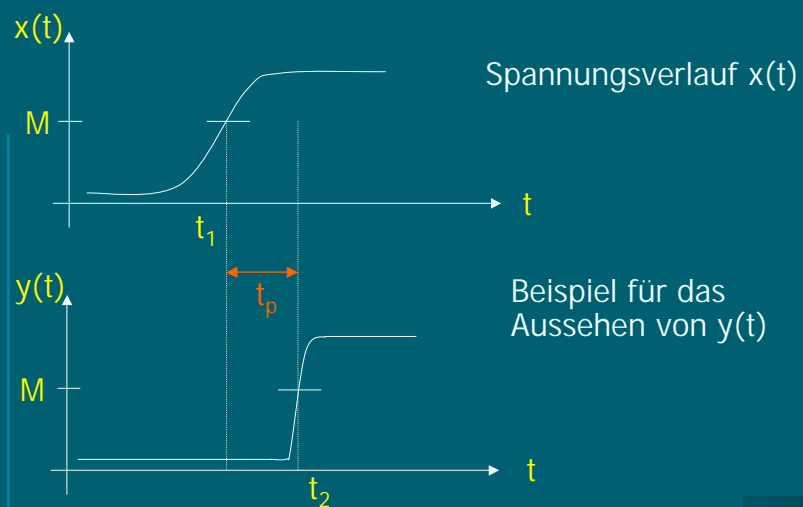 x(t)
Spannungsverlauf x(t)
M
t
t₁
tₚ
y(t)
Beispiel für das
Aussehen von y(t)
M
t
t₂